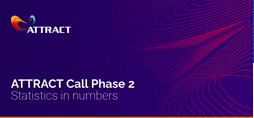 ATTRACT
ATTRACT Call Phase 2
Statistics in numbers